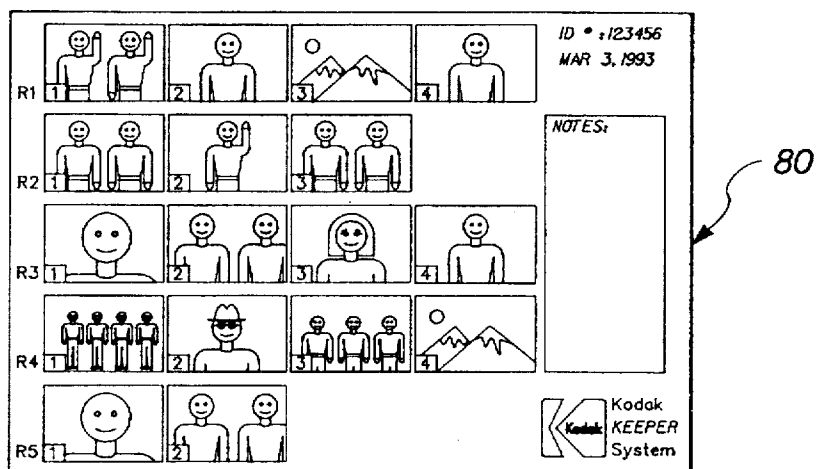 ID # :123456
MAR 3, 1993
R1 1 2 3 4
NOTES:
R2 1 2 3
80
R3 1 2 3 4
R4 1 2 3 4
R5 1 2
Kodak
Kodak KEEPER
System